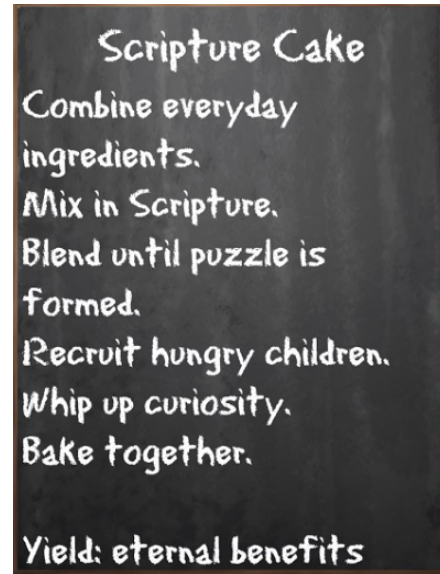 Scripture Cake
Combine everyday
ingredients.
Mix in Scripture.
Blend until puzzle is
formed.
Recruit hungry children.
Whip up curiosity.
Bake together.
Yield: eternal benefits